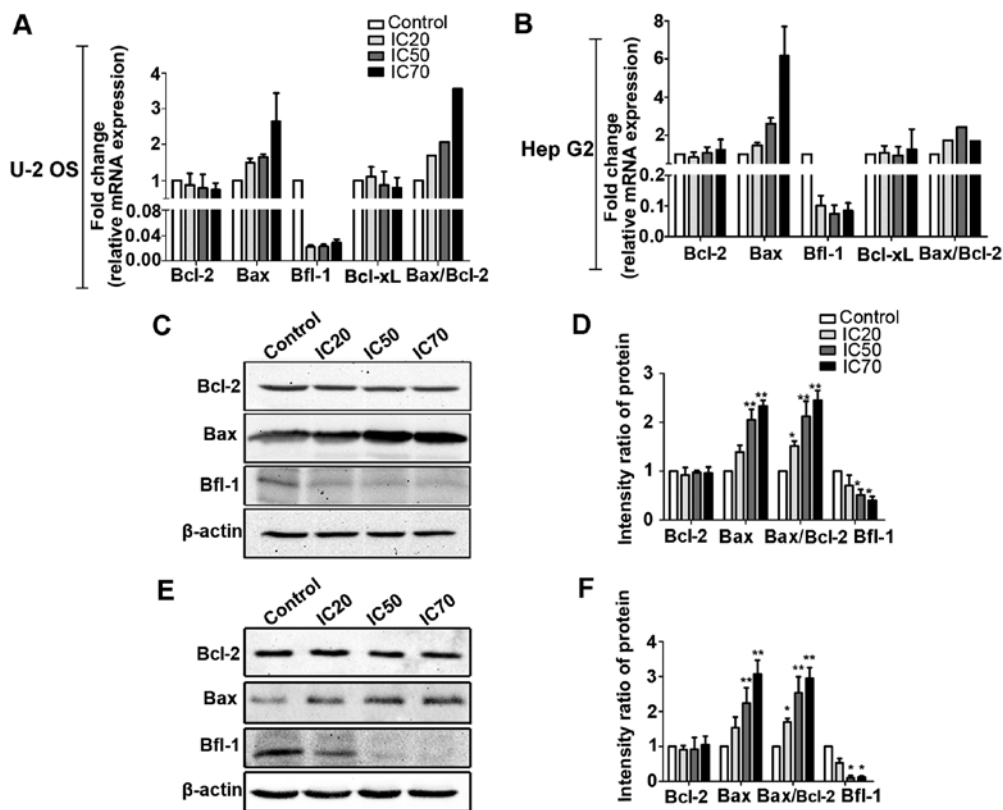 A
U-2 OS
Fold change
(relative mRNA expression)
4
3
2
1
0.08
0.04
0.00
Control
IC20
IC50
IC70
Bcl-2 Bax Bfl-1 Bcl-xL Bax/Bcl-2
B
Hep G2
Fold change
(relative mRNA expression)
8
6
4
2
0.2
0.1
0.0
Bcl-2 Bax Bfl-1 Bcl-xL Bax/Bcl-2
C
Control IC20 IC50 IC70
Bcl-2
Bax
Bfl-1
β-actin
D
Control
IC20
IC50
IC70
Intensity ratio of protein
3
2
1
0
** **
* ** **
* *
Bcl-2 Bax Bax/Bcl-2 Bfl-1
E
Control IC20 IC50 IC70
Bcl-2
Bax
Bfl-1
β-actin
F
Intensity ratio of protein
4
3
2
1
0
** **
* ** **
* *
Bcl-2 Bax Bax/Bcl-2 Bfl-1